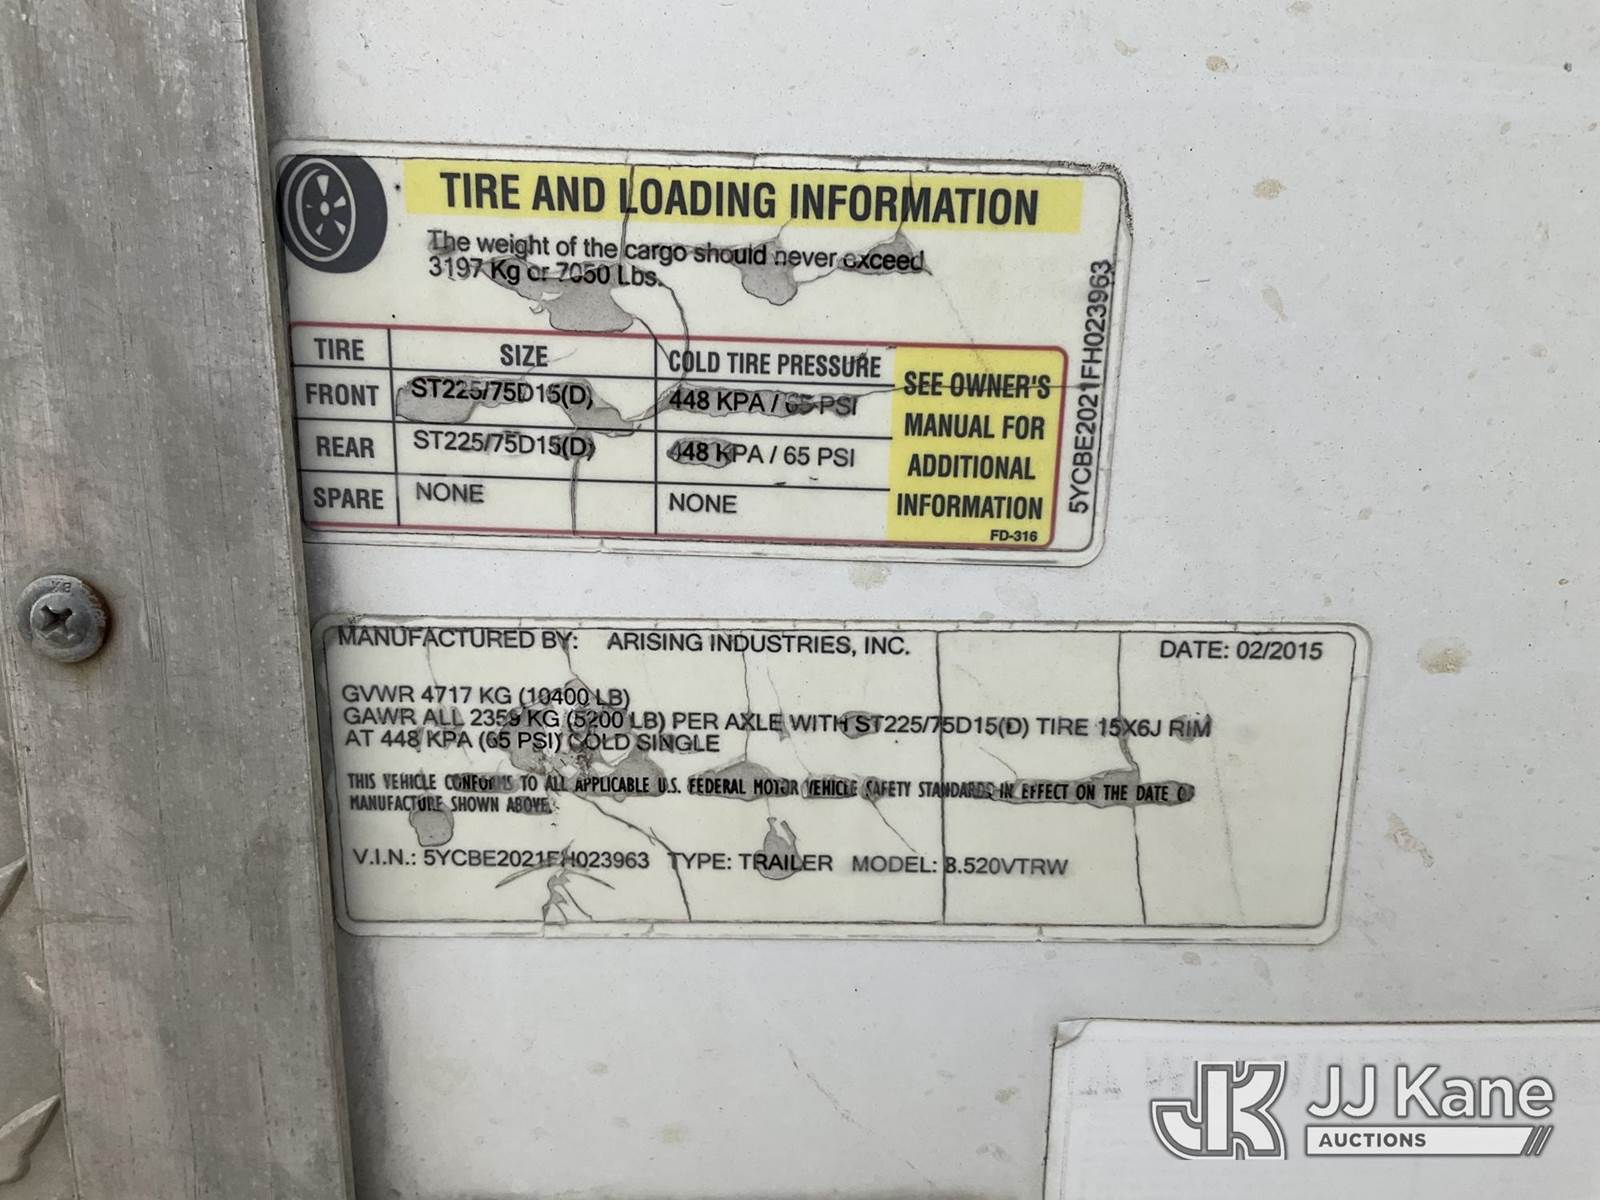 TIRE AND LOADING INFORMATION
The weight of the cargo should never exceed
3197 Kg or 7050 Lbs.
TIRE SIZE COLD TIRE PRESSURE
FRONT ST225/75D15(D) 448 KPA / 65 PSI
REAR ST225/75D15(D) 448 KPA / 65 PSI
SPARE NONE NONE
SEE OWNER'S
MANUAL FOR
ADDITIONAL
INFORMATION
FD-316
5YCBE2021FH023963
MANUFACTURED BY: ARISING INDUSTRIES, INC. DATE: 02/2015
GVWR 4717 KG (10400 LB)
GAWR ALL 2359 KG (5200 LB) PER AXLE WITH ST225/75D15(D) TIRE 15X6J RIM
AT 448 KPA (65 PSI) COLD SINGLE
THIS VEHICLE CONFORMS TO ALL APPLICABLE U.S. FEDERAL MOTOR VEHICLE SAFETY STANDARDS IN EFFECT ON THE DATE OF
MANUFACTURE SHOWN ABOVE.
V.I.N.: 5YCBE2021FH023963 TYPE: TRAILER MODEL: 8.520VTRW
JK JJ Kane
AUCTIONS